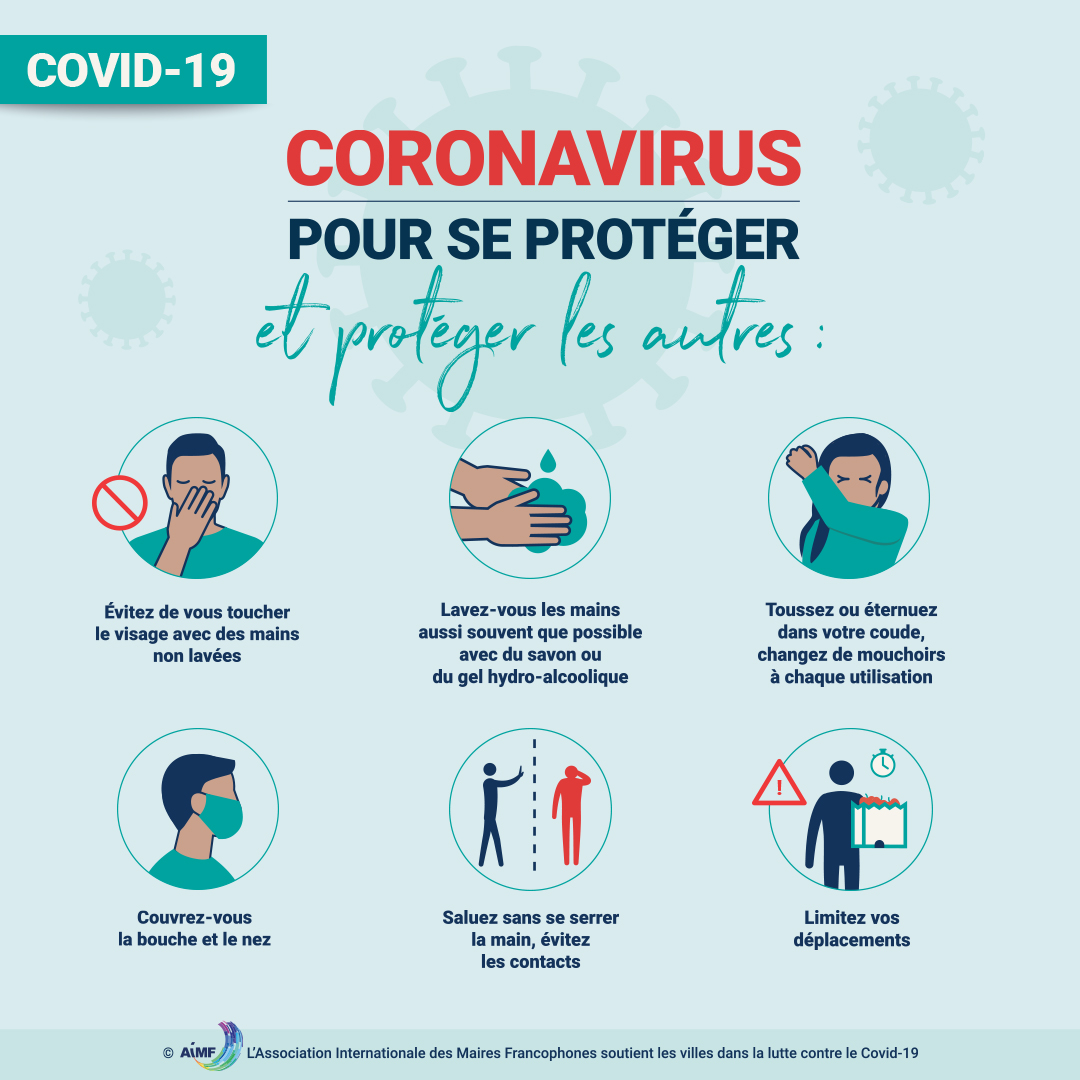 COVID-19
CORONAVIRUS
POUR SE PROTÉGER
et protéger les autres :
Évitez de vous toucher
le visage avec des mains
non lavées
Lavez-vous les mains
aussi souvent que possible
avec du savon ou
du gel hydro-alcoolique
Toussez ou éternuez
dans votre coude,
changez de mouchoirs
à chaque utilisation
!
Couvrez-vous
la bouche et le nez
Saluez sans se serrer
la main, évitez
les contacts
Limitez vos
déplacements
© AiMF L'Association Internationale des Maires Francophones soutient les villes dans la lutte contre le Covid-19